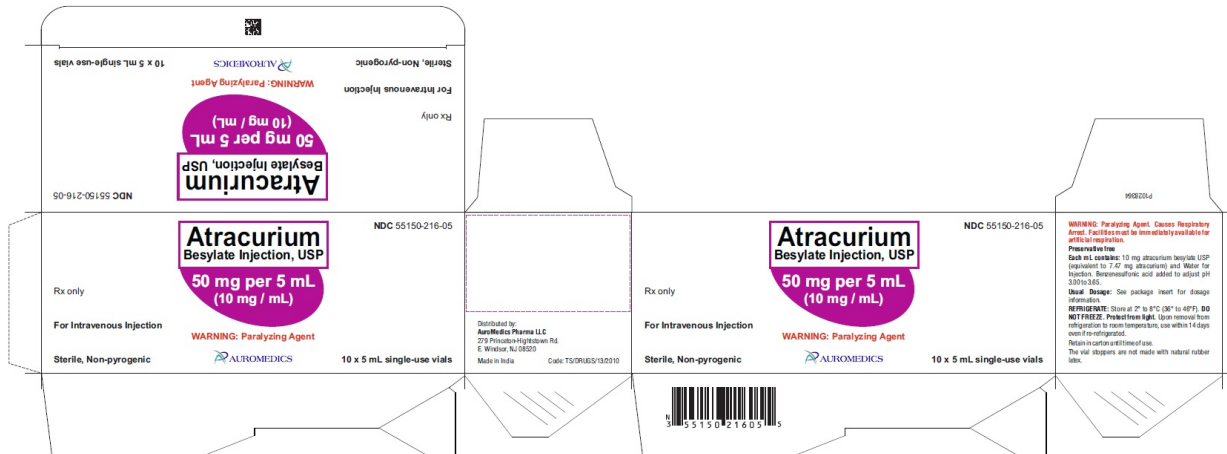 10 x 5 mL single-use vials
AUROMEDICS
Sterile, Non-pyrogenic
WARNING: Paralyzing Agent
For Intravenous Injection
Rx only
50 mg per 5 mL
(10 mg / mL)
Atracurium
Besylate Injection, USP
NDC 55150-216-05
NDC 55150-216-05
Atracurium
Besylate Injection, USP
50 mg per 5 mL
(10 mg / mL)
Rx only
For Intravenous Injection
WARNING: Paralyzing Agent
Sterile, Non-pyrogenic
AUROMEDICS
10 x 5 mL single-use vials
Distributed by:
AuroMedics Pharma LLC
279 Princeton-Hightstown Rd.
E. Windsor, NJ 08520
Made in India
Code: TS/DRUGS/13/2010
NDC 55150-216-05
Atracurium
Besylate Injection, USP
50 mg per 5 mL
(10 mg / mL)
Rx only
For Intravenous Injection
WARNING: Paralyzing Agent
Sterile, Non-pyrogenic
AUROMEDICS
10 x 5 mL single-use vials
N
3 55150 21605 5
P1028364
WARNING: Paralyzing Agent. Causes Respiratory
Arrest. Facilities must be immediately available for
artificial respiration.
Preservative free
Each mL contains: 10 mg atracurium besylate USP
(equivalent to 7.47 mg atracurium) and Water for
Injection. Benzenesulfonic acid added to adjust pH
3.00 to 3.65.
Usual Dosage: See package insert for dosage
information.
REFRIGERATE: Store at 2° to 8°C (36° to 46°F). DO
NOT FREEZE. Protect from light. Upon removal from
refrigeration to room temperature, use within 14 days
even if re-refrigerated.
Retain in carton until time of use.
The vial stoppers are not made with natural rubber
latex.